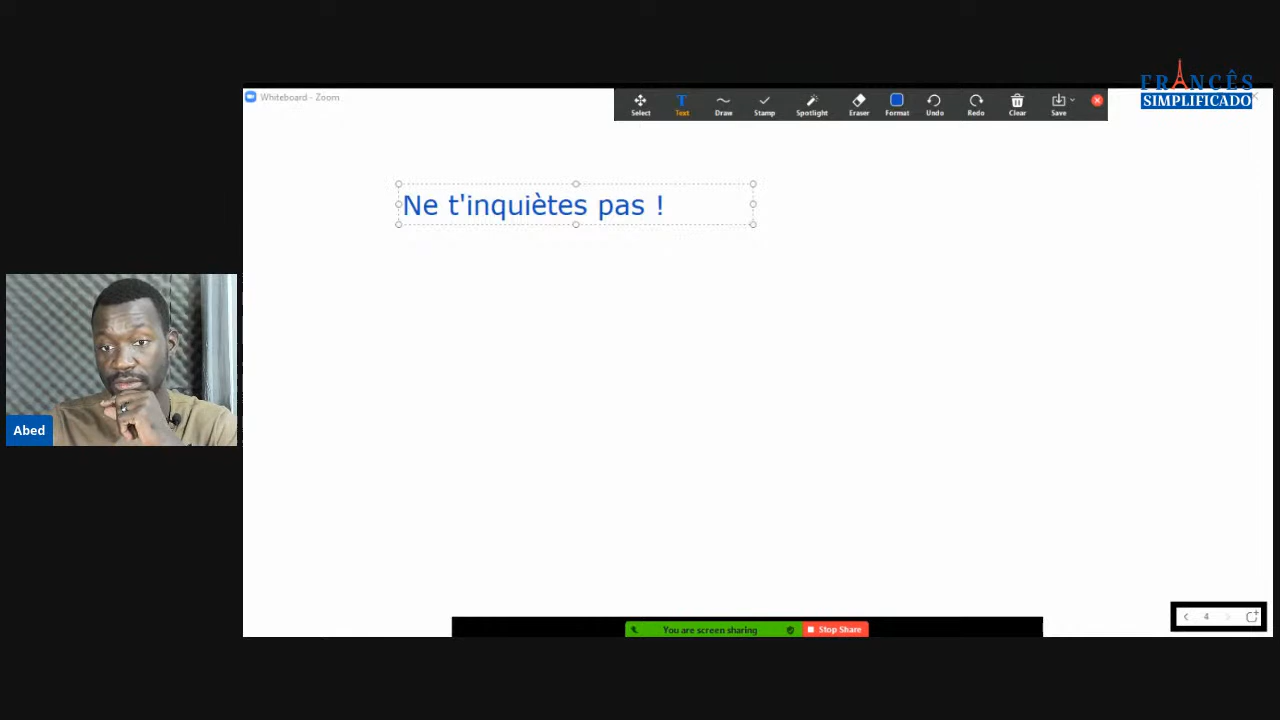 FRANCÊS
SIMPLIFICADO
Whiteboard - Zoom
Select
Text
Draw
Stamp
Spotlight
Eraser
Format
Undo
Redo
Clear
Save
Ne t'inquiètes pas !
Abed
4
You are screen sharing
Stop Share